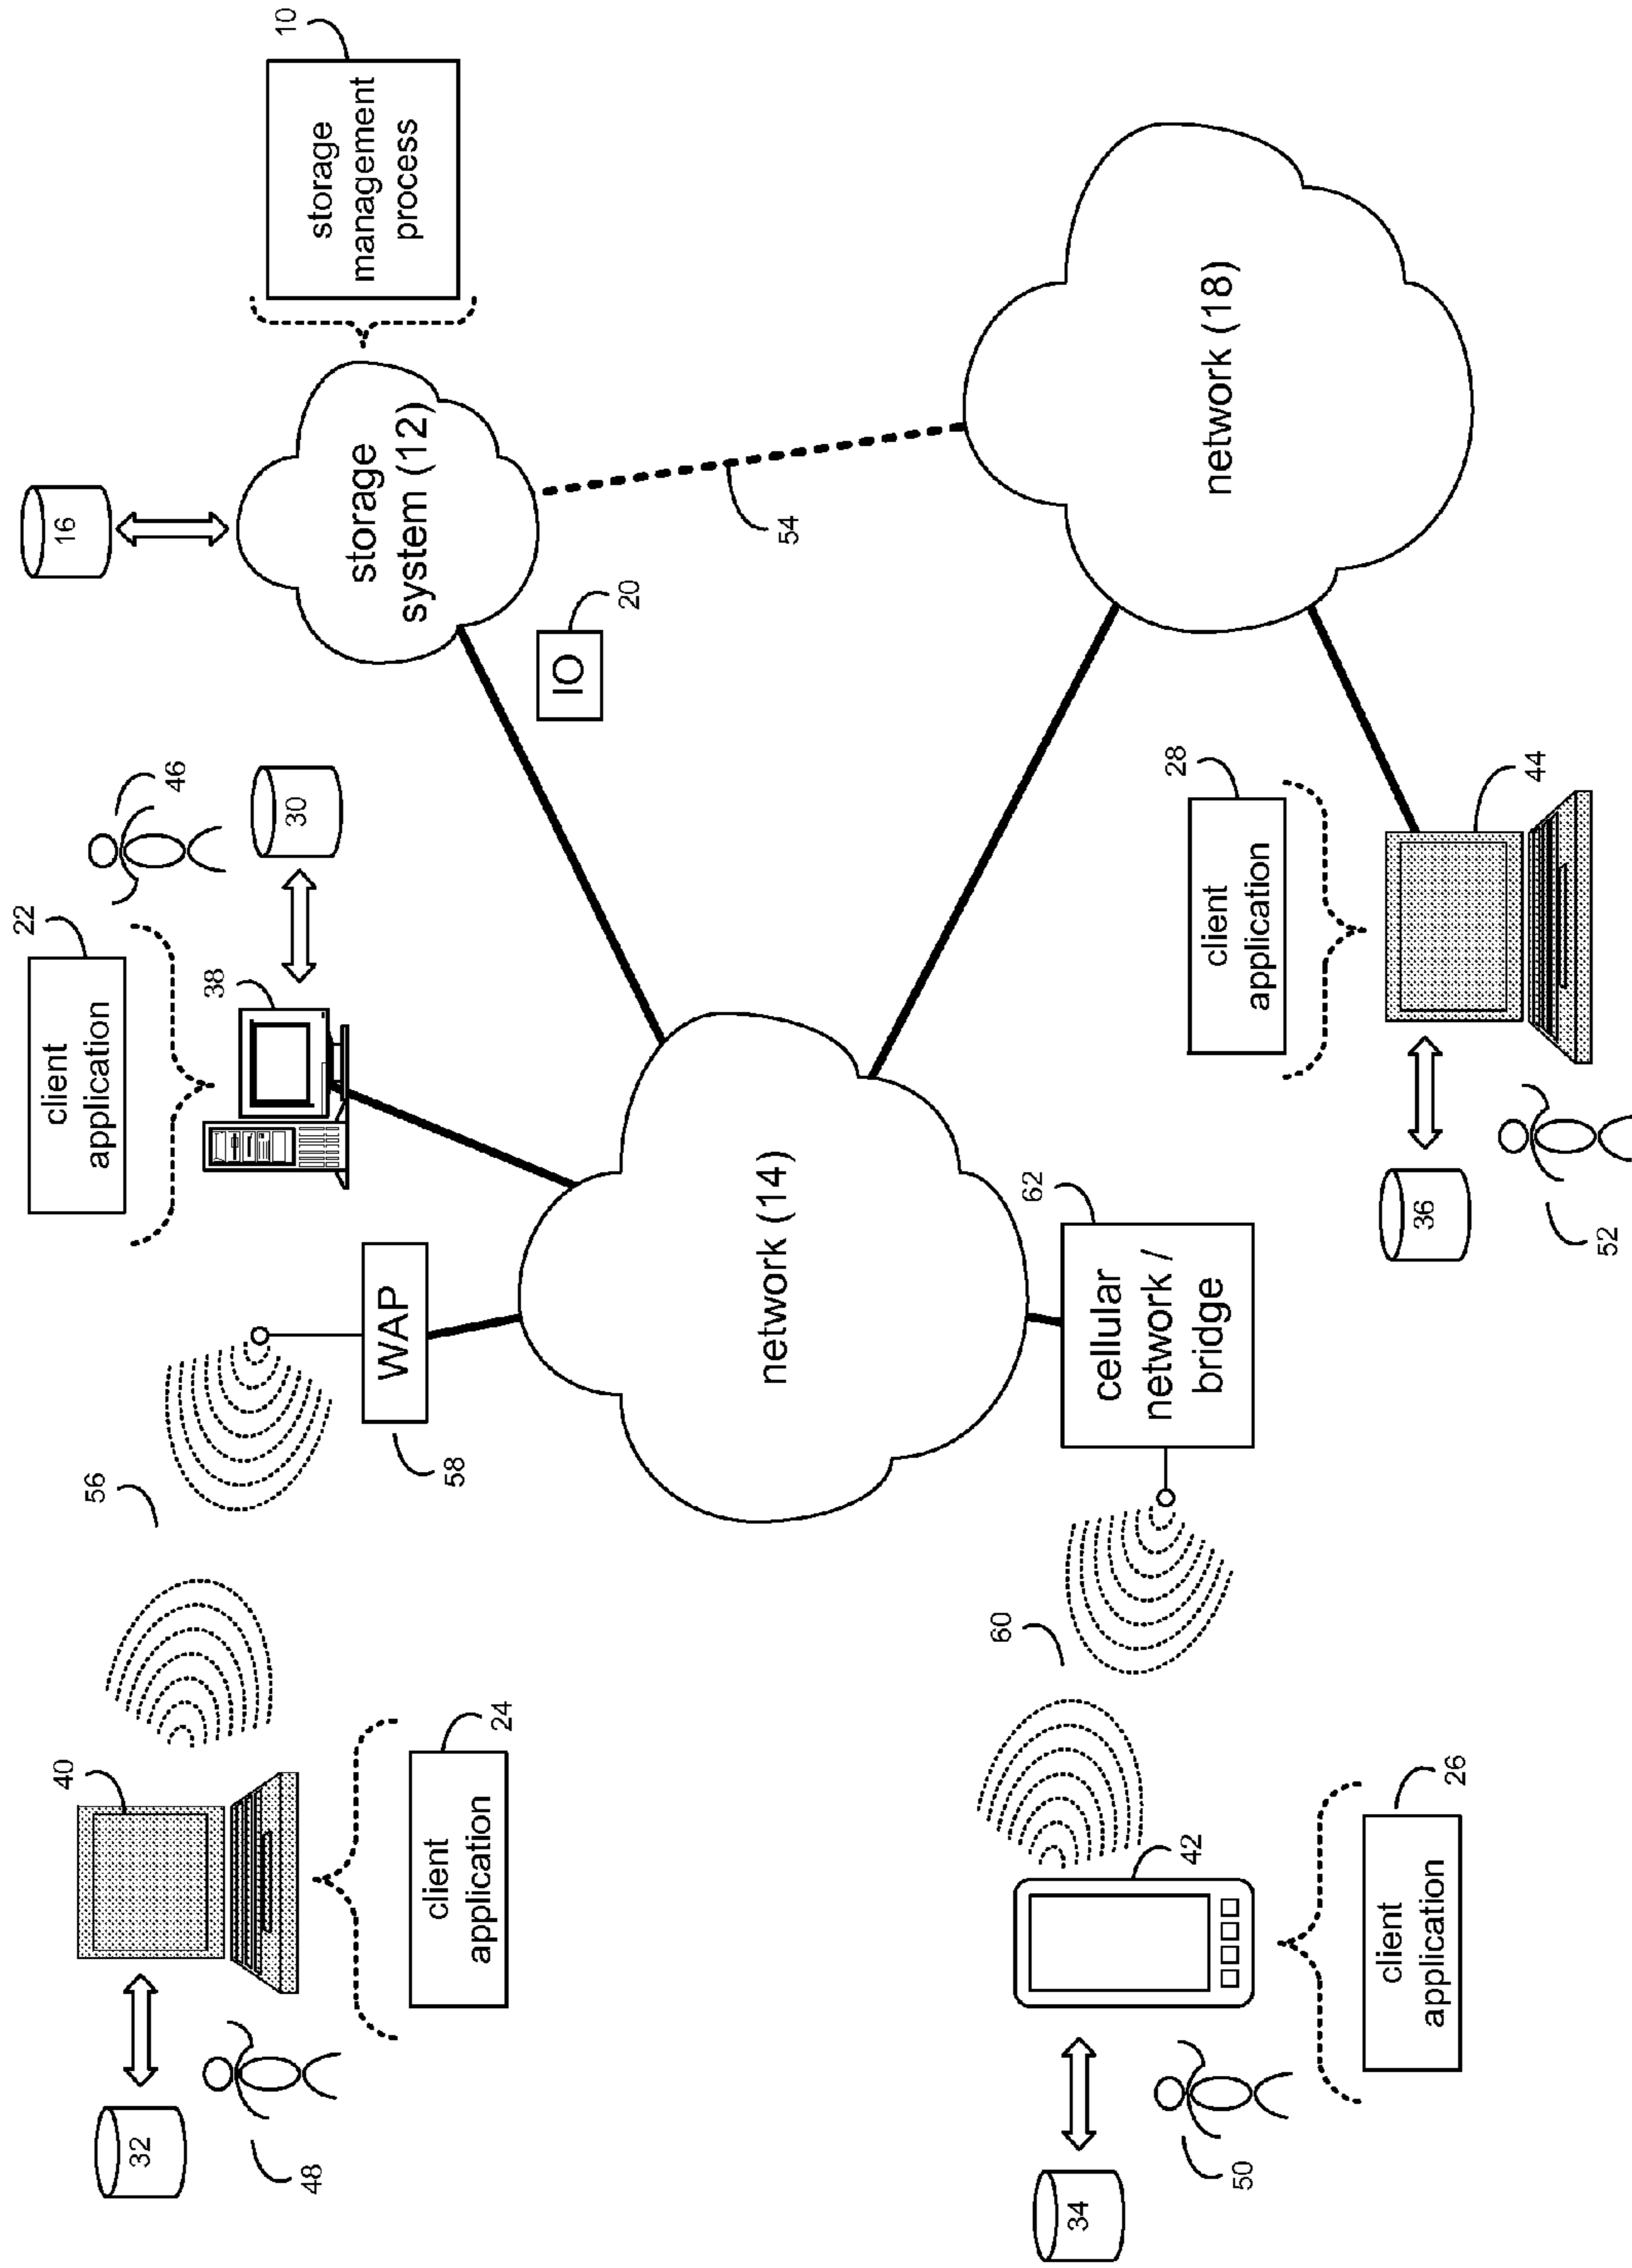 22
client
application
16
40
56
46
32
38
10
30
48
storage
management
process
storage
system (12)
WAP
client
application
58
24
IO
20
network (14)
54
60
62
34
cellular
network /
bridge
28
42
network (18)
client
application
50
client
application
36
26
44
52